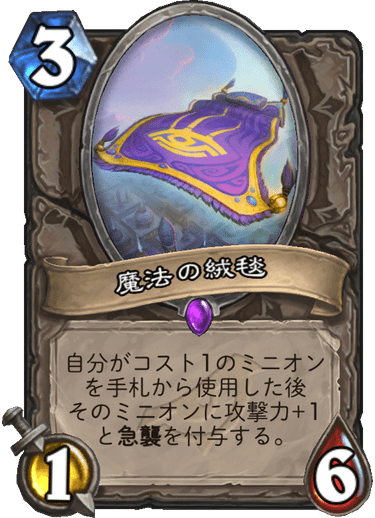 3
魔法の絨毯
自分がコスト1のミニオン
を手札から使用した後
そのミニオンに攻撃力+1
と急襲を付与する。
1
6